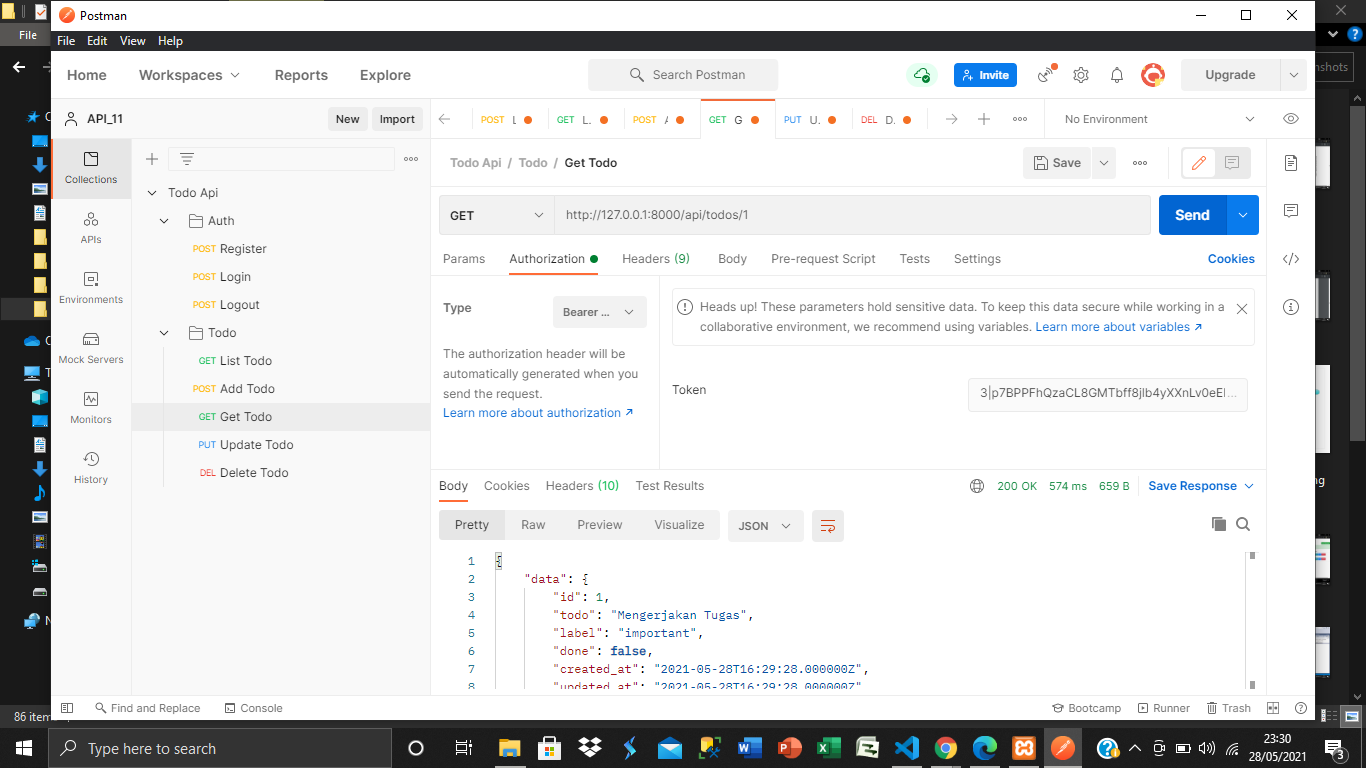 Postman
File
File Edit View Help
Home Workspaces Reports Explore
Search Postman
Invite
Upgrade
API_11
New
Import
POST
GET L.
POST
GET G
PUT U.
DEL D.
No Environment
Collections
APIs
Environments
Mock Servers
Monitors
History
Todo Api
Auth
POST Register
POST Login
POST Logout
Todo
GET List Todo
POST Add Todo
GET Get Todo
PUT Update Todo
DEL Delete Todo
Todo Api / Todo / Get Todo
Save
GET
http://127.0.0.1:8000/api/todos/1
Send
Params Authorization Headers (9) Body Pre-request Script Tests Settings
Cookies
Type
Bearer ...
The authorization header will be
automatically generated when you
send the request.
Learn more about authorization ↗
Heads up! These parameters hold sensitive data. To keep this data secure while working in a
collaborative environment, we recommend using variables. Learn more about variables ↗
Token
Body Cookies Headers (10) Test Results
200 OK 574 ms 659 B
Save Response
Pretty Raw Preview Visualize
JSON
1 {
2 "data": {
3 "id": 1,
4 "todo": "Mengerjakan Tugas",
5 "label": "important",
6 "done": false,
7 "created_at": "2021-05-28T16:29:28.000000Z",
8 "updated_at": "2021-05-28T16:29:28.000000Z"
Find and Replace
Console
Bootcamp
Runner
Trash
Type here to search
23:30
28/05/2021
3